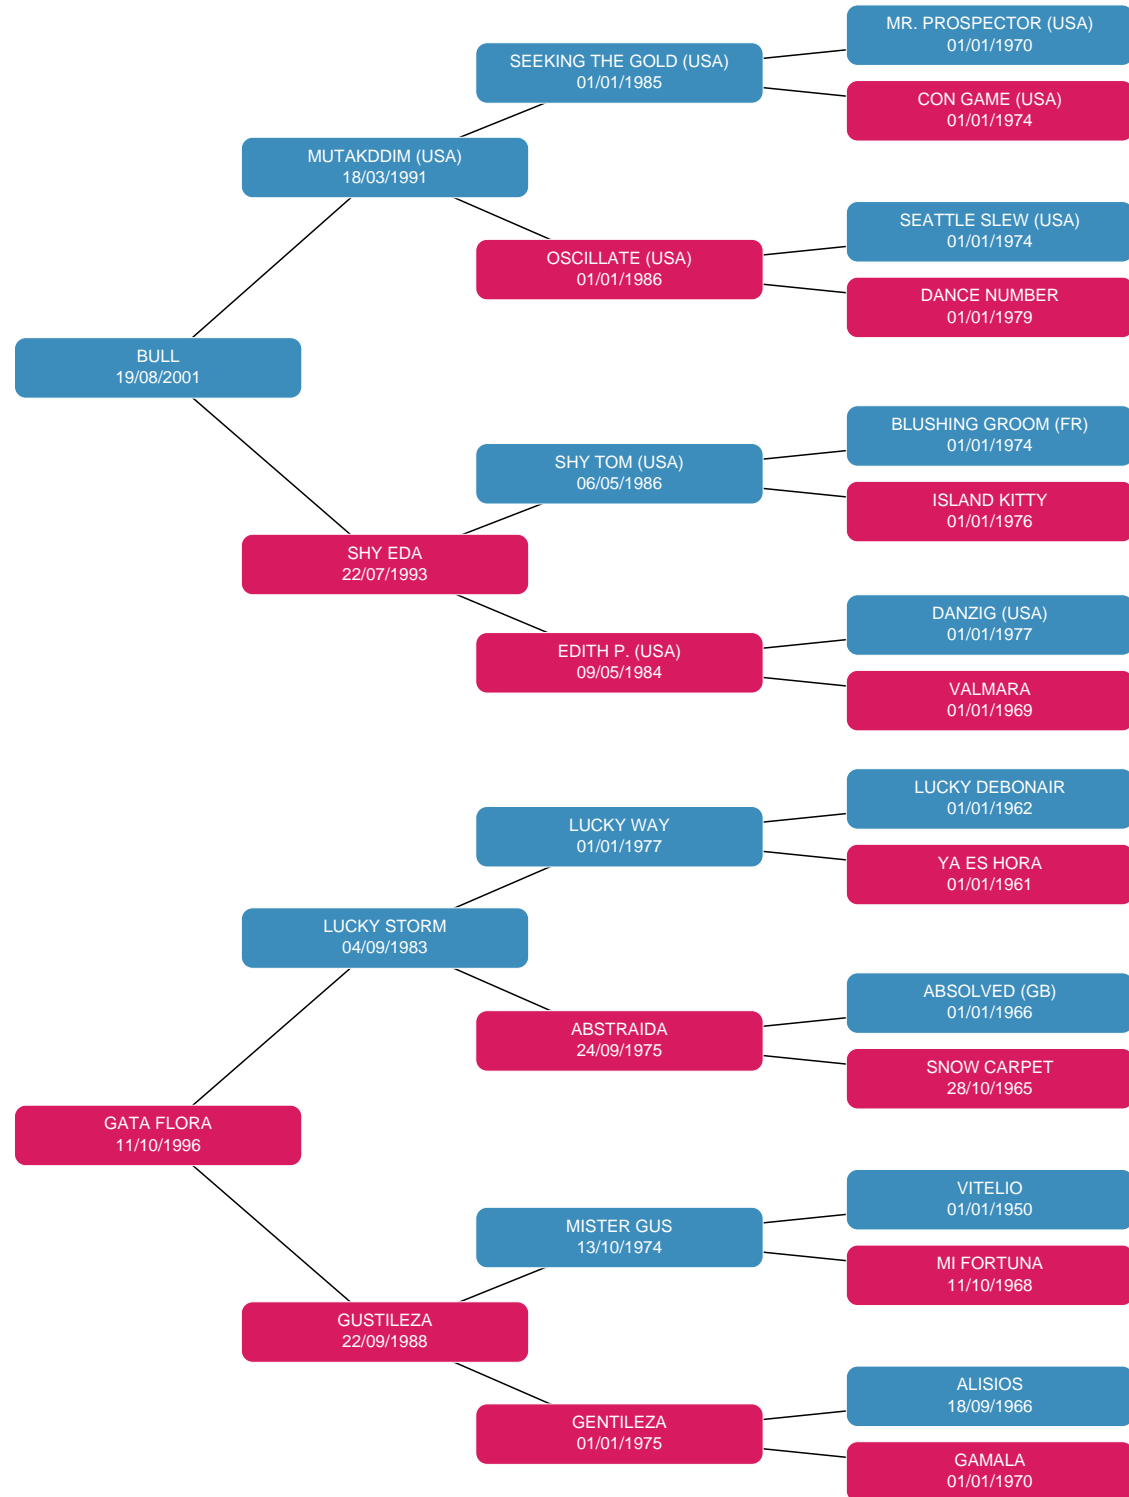 MR. PROSPECTOR (USA)
01/01/1970
SEEKING THE GOLD (USA)
01/01/1985
CON GAME (USA)
01/01/1974
MUTAKDDIM (USA)
18/03/1991
SEATTLE SLEW (USA)
01/01/1974
OSCILLATE (USA)
01/01/1986
DANCE NUMBER
01/01/1979
BULL
19/08/2001
BLUSHING GROOM (FR)
01/01/1974
SHY TOM (USA)
06/05/1986
ISLAND KITTY
01/01/1976
SHY EDA
22/07/1993
DANZIG (USA)
01/01/1977
EDITH P. (USA)
09/05/1984
VALMARA
01/01/1969
LUCKY DEBONAIR
01/01/1962
LUCKY WAY
01/01/1977
YA ES HORA
01/01/1961
LUCKY STORM
04/09/1983
ABSOLVED (GB)
01/01/1966
ABSTRAIDA
24/09/1975
SNOW CARPET
28/10/1965
GATA FLORA
11/10/1996
VITELIO
01/01/1950
MISTER GUS
13/10/1974
MI FORTUNA
11/10/1968
GUSTILEZA
22/09/1988
ALISIOS
18/09/1966
GENTILEZA
01/01/1975
GAMALA
01/01/1970